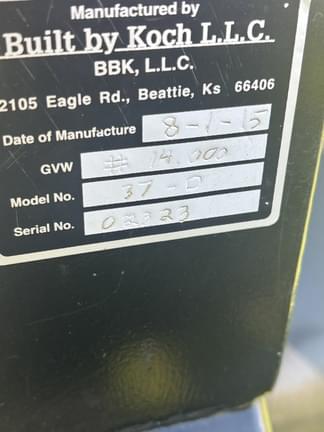 Manufactured by
Built by Koch L.L.C.
BBK, L.L.C.
2105 Eagle Rd., Beattie, Ks 66406
Date of Manufacture 8-1-15
GVW # 14,000
Model No. 37-D
Serial No. 02323